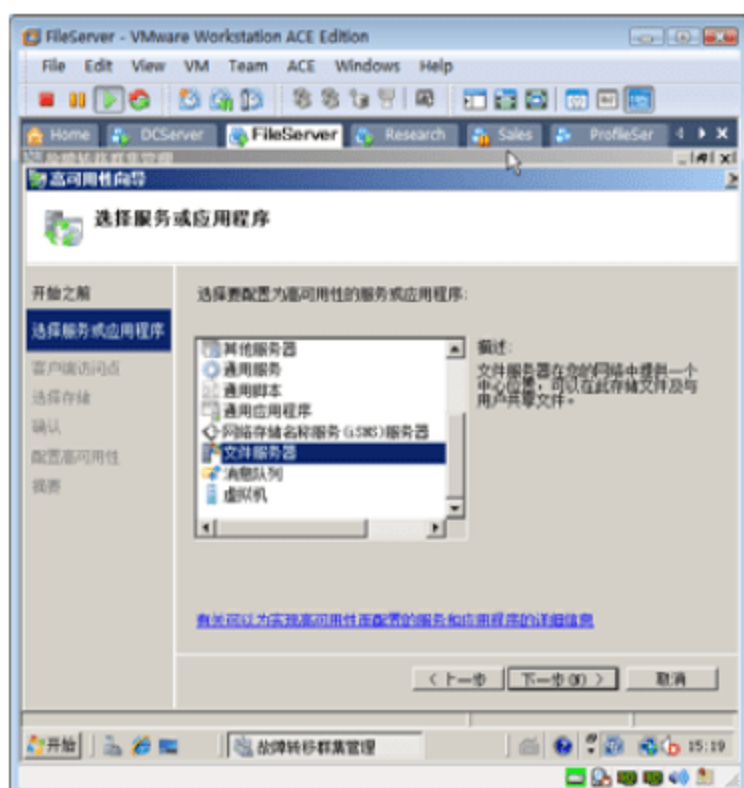 FileServer - VMware Workstation ACE Edition
File Edit View VM Team ACE Windows Help
Home DCServer FileServer Research Sales ProfileSer
故障转移群集管理
高可用性向导
选择服务或应用程序
开始之前
选择服务或应用程序
客户端访问点
选择存储
确认
配置高可用性
摘要
选择要配置为高可用性的服务或应用程序:
其他服务器
通用服务
通用脚本
通用应用程序
网络存储名称服务(iSNS)服务器
文件服务器
消息队列
虚拟机
描述:
文件服务器在您的网络中提供一个
中心位置，可以在此存储文件及与
用户共享文件。
有关可以为实现高可用性而配置的服务和应用程序的详细信息
< 上一步 下一步(N) > 取消
开始 故障转移群集管理 15:19